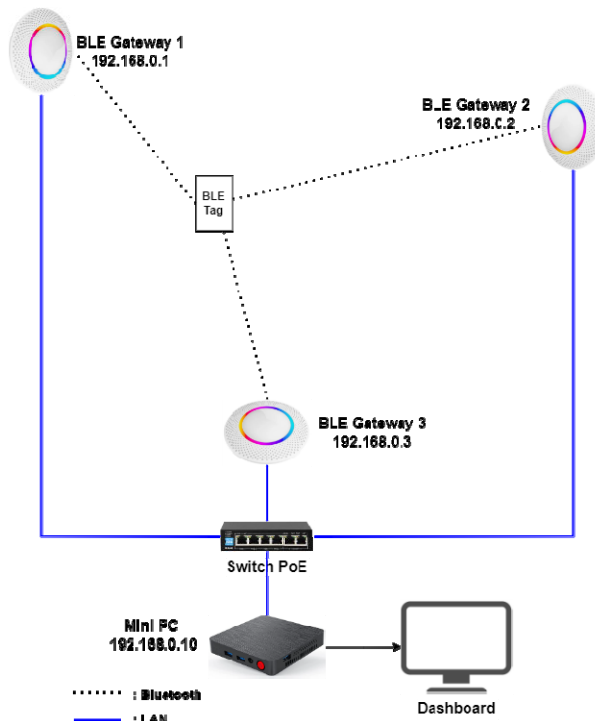 BLE Gateway 1
192.168.0.1
BLE Gateway 2
192.168.0.2
BLE
Tag
BLE Gateway 3
192.168.0.3
Switch PoE
Mini PC
192.168.0.10
Dashboard
: Bluetooth
: LAN